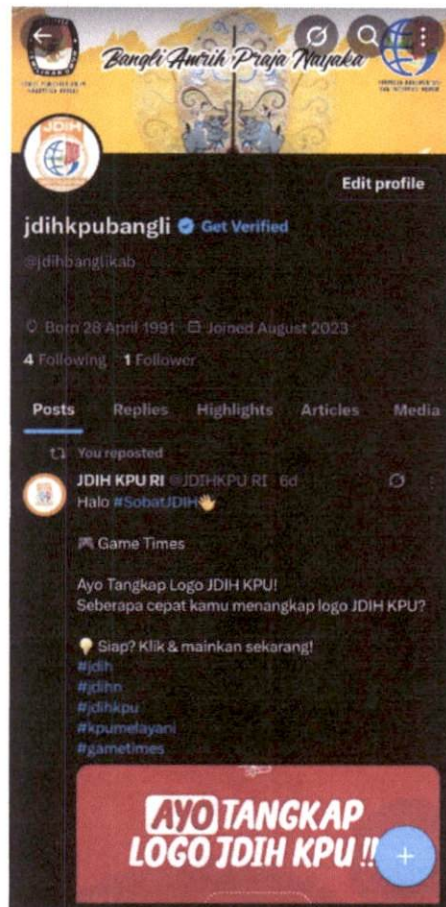 Bangli Amrih Praja Nayaka
JDIH
Edit profile
jdihkpubangli Get Verified
@jdihbanglikab
Born 28 April 1991 Joined August 2023
4 Following 1 Follower
Posts Replies Highlights Articles Media
You reposted
JDIH KPU RI @JDIHKPU RI 6d
Halo #SobatJDIH👋
🎮 Game Times
Ayo Tangkap Logo JDIH KPU!
Seberapa cepat kamu menangkap logo JDIH KPU?
💡 Siap? Klik & mainkan sekarang!
#jdih
#jdihn
#jdihkpu
#kpumelayani
#gametimes
AYO TANGKAP
LOGO JDIH KPU !!